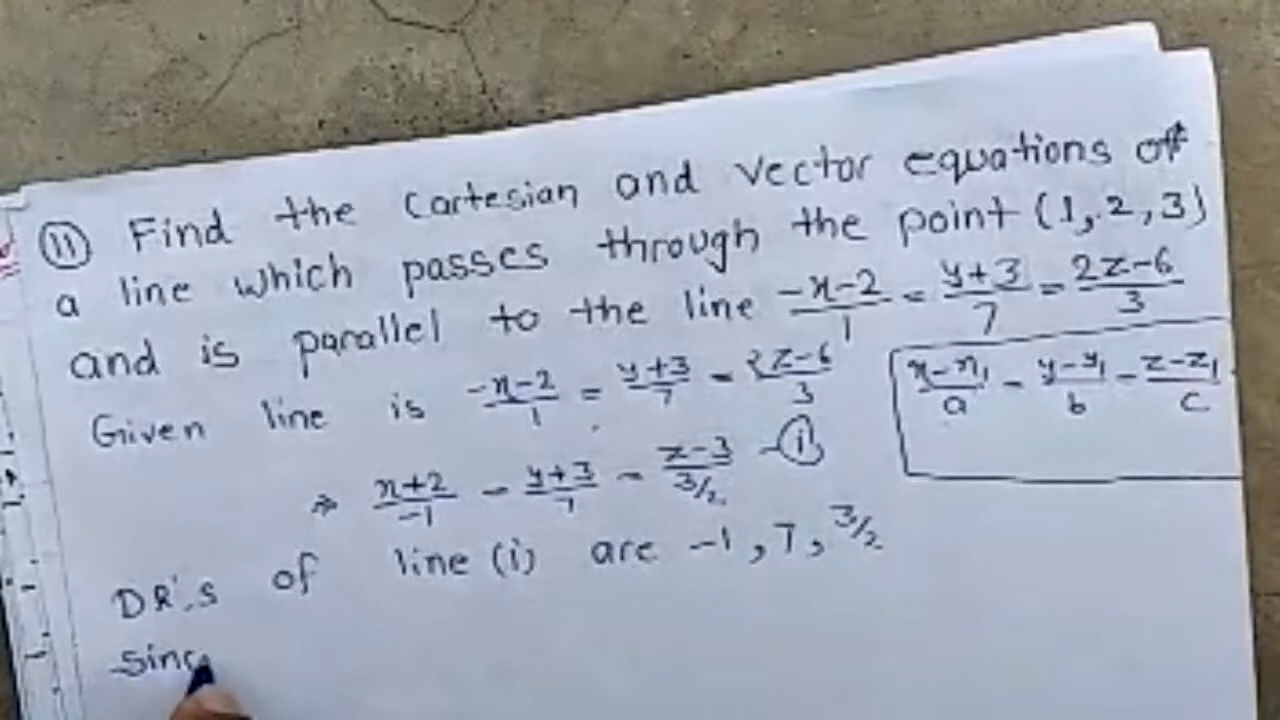 (11) Find the Cartesian and vector equations of
a line which passes through the point (1, 2, 3)
and is parallel to the line (-x-2)/1 = (y+3)/7 = (2z-6)/3
Given line is (-x-2)/1 = (y+3)/7 = (2z-6)/3
(x-x₁)/a = (y-y₁)/b = (z-z₁)/c
⇒ (x+2)/-1 = (y+3)/7 = (z-3)/(3/2) - (i)
DR's of line (i) are -1, 7, 3/2
Sinc